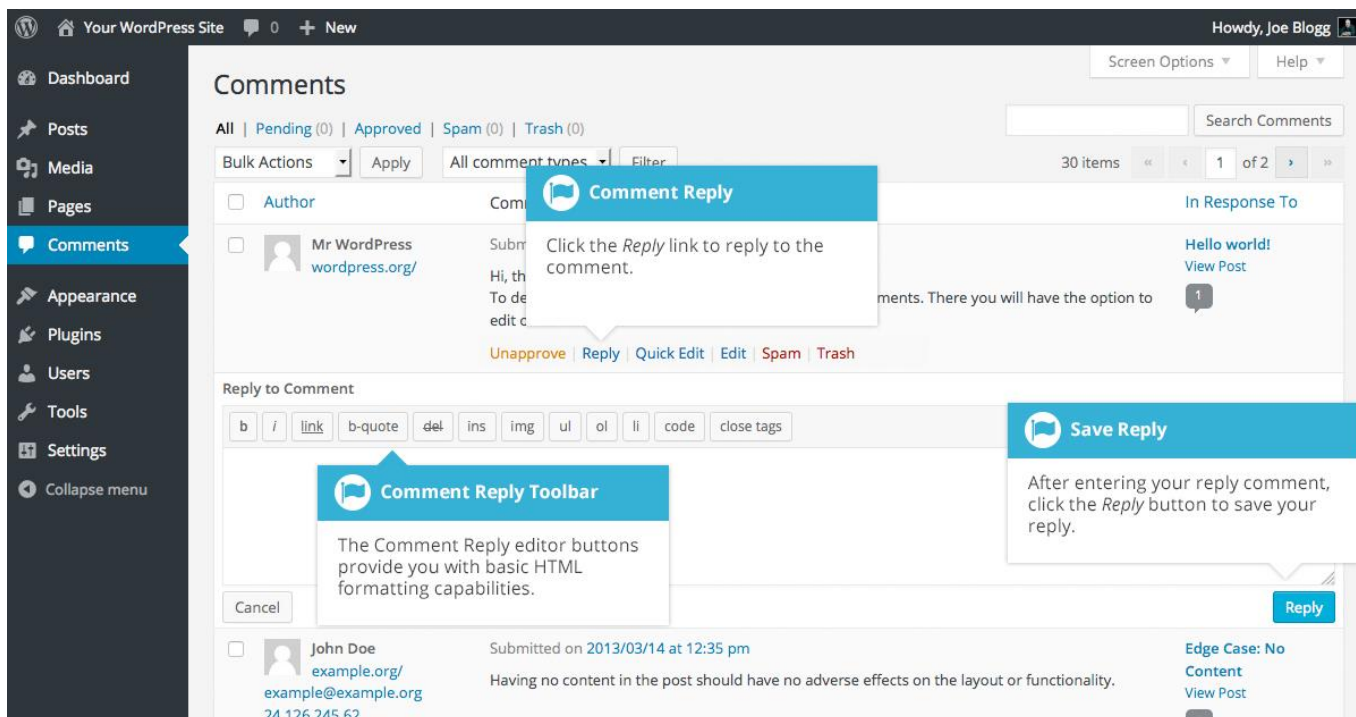 Your WordPress Site 0 + New Howdy, Joe Blogg
Screen Options Help
Dashboard
Posts
Media
Pages
Comments
Appearance
Plugins
Users
Tools
Settings
Collapse menu
Comments
All | Pending (0) | Approved | Spam (0) | Trash (0)
Search Comments
Bulk Actions Apply All comment types Filter 30 items « ‹ 1 of 2 › »
Author In Response To
Comment Reply
Click the Reply link to reply to the
comment.
Mr WordPress
wordpress.org/
Hi,
To
edit
ments. There you will have the option to
Unapprove | Reply | Quick Edit | Edit | Spam | Trash
Hello world!
View Post
1
Reply to Comment
b i link b-quote del ins img ul ol li code close tags
Comment Reply Toolbar
The Comment Reply editor buttons
provide you with basic HTML
formatting capabilities.
Save Reply
After entering your reply comment,
click the Reply button to save your
reply.
Cancel Reply
John Doe
example.org/
example@example.org
24.126.245.62
Submitted on 2013/03/14 at 12:35 pm
Having no content in the post should have no adverse effects on the layout or functionality.
Edge Case: No
Content
View Post